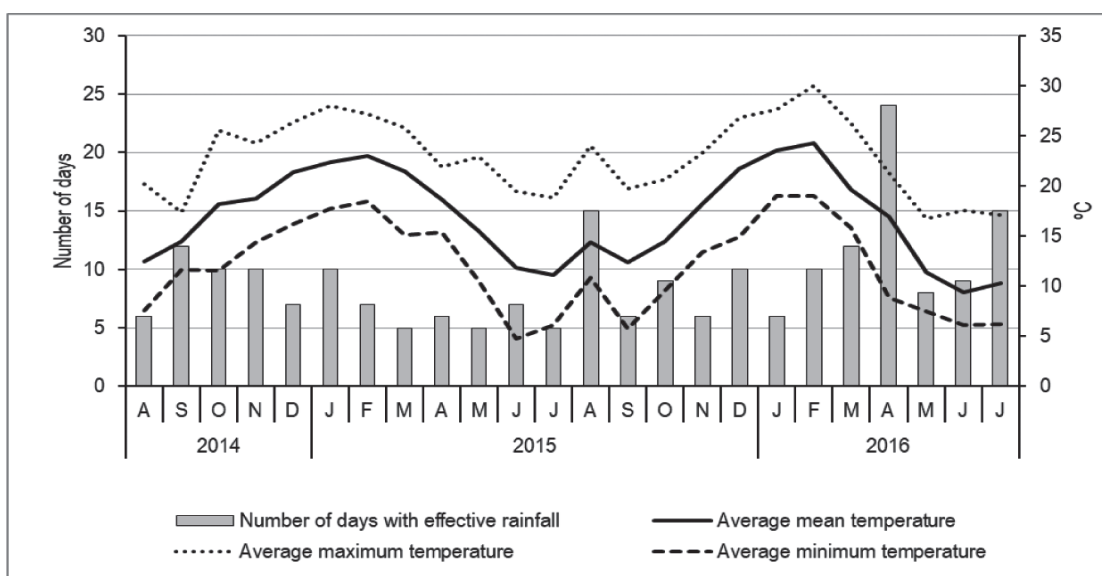 30
25
20
15
10
5
0
Number of days
35
30
25
20
15
10
5
0
ºC
A S O N D J F M A M J J A S O N D J F M A M J J
2014 2015 2016
Number of days with effective rainfall Average mean temperature
Average maximum temperature Average minimum temperature